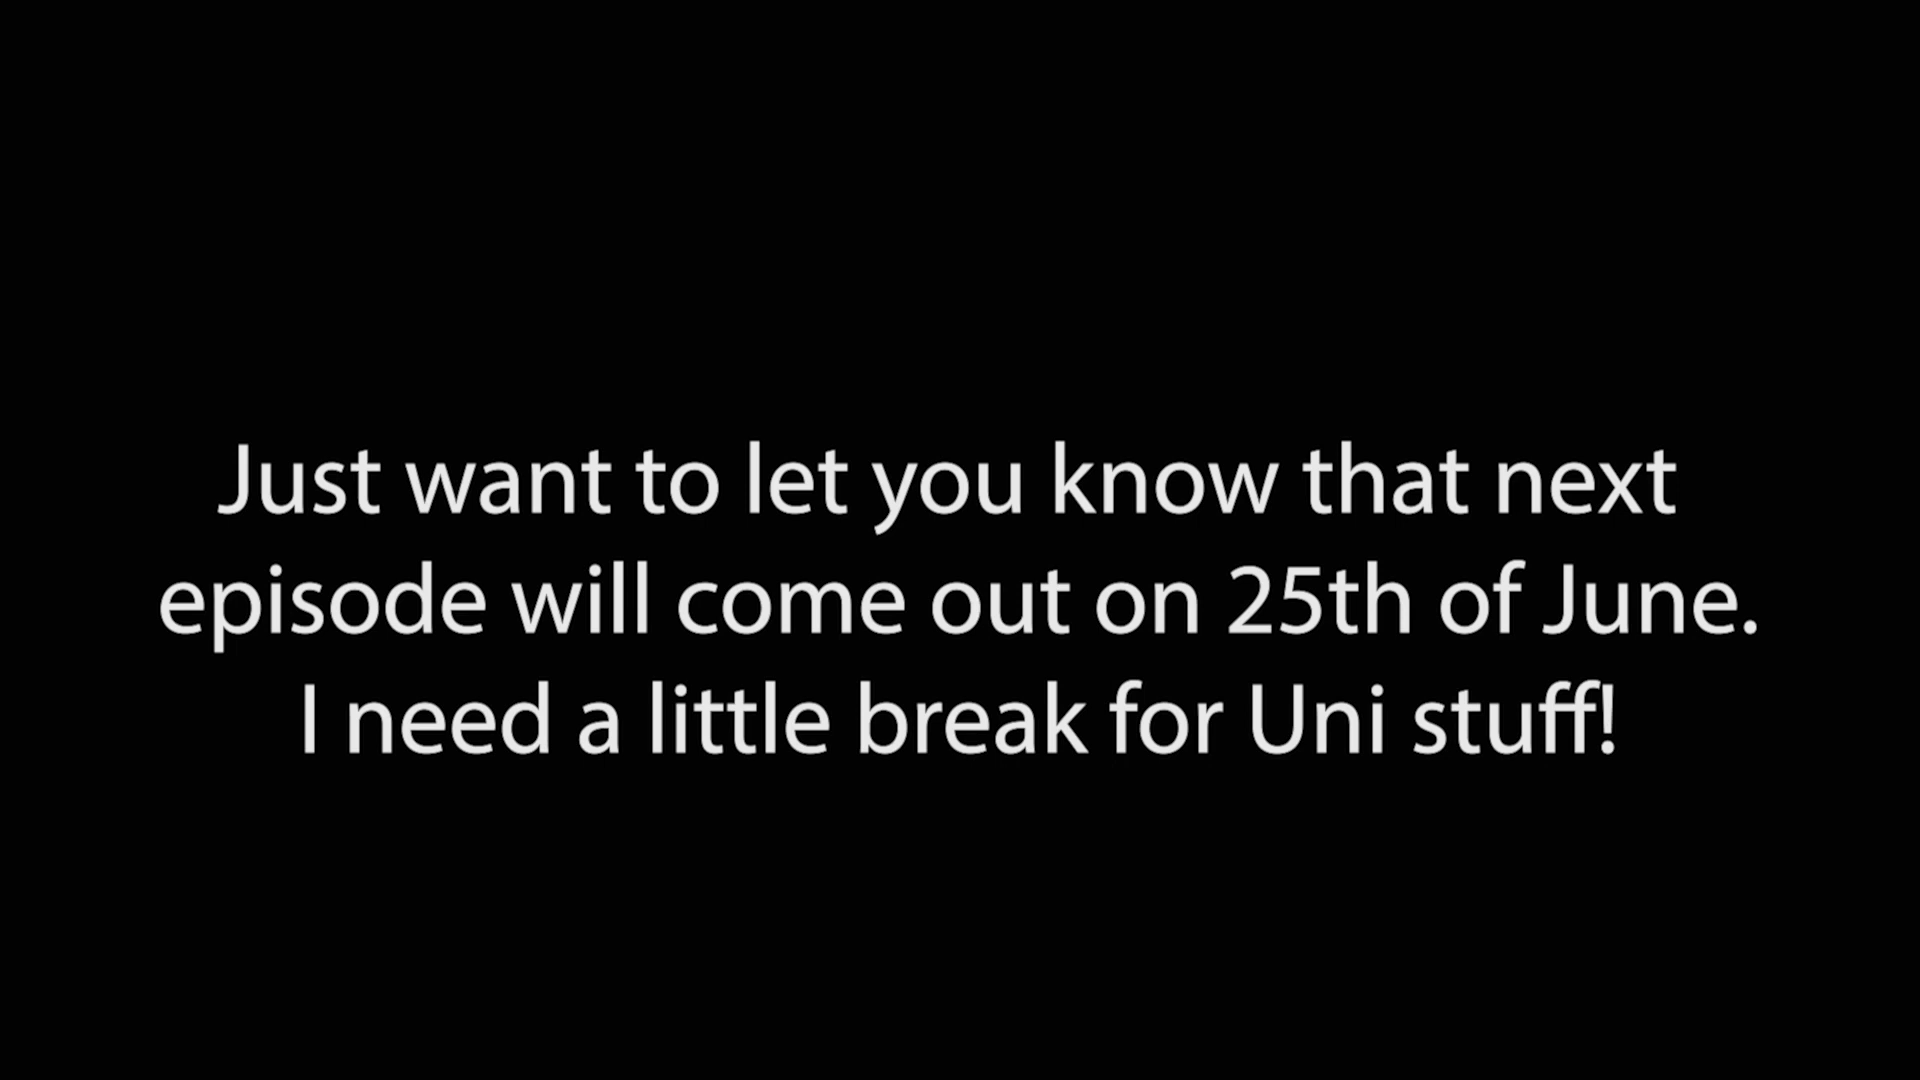 Just want to let you know that next
episode will come out on 25th of June.
I need a little break for Uni stuff!